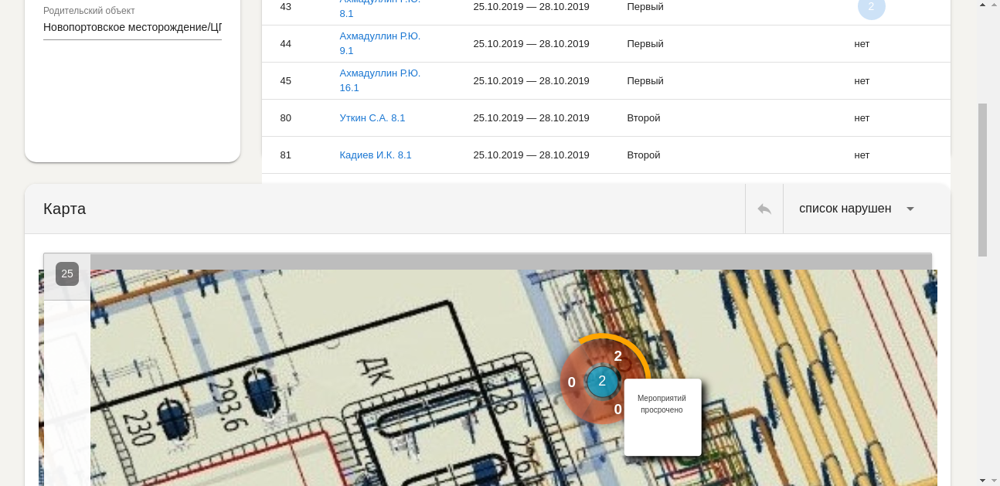 Родительский объект
Новопортовское месторождение/ЦГ
43
8.1
25.10.2019 — 28.10.2019
Первый
2
44
Ахмадуллин Р.Ю.
9.1
25.10.2019 — 28.10.2019
Первый
нет
45
Ахмадуллин Р.Ю.
16.1
25.10.2019 — 28.10.2019
Первый
нет
80
Уткин С.А. 8.1
25.10.2019 — 28.10.2019
Второй
нет
81
Кадиев И.К. 8.1
25.10.2019 — 28.10.2019
Второй
нет
Карта
список нарушен
25
ДК
2
0
2
0
293.6
230
Мероприятий
просрочено